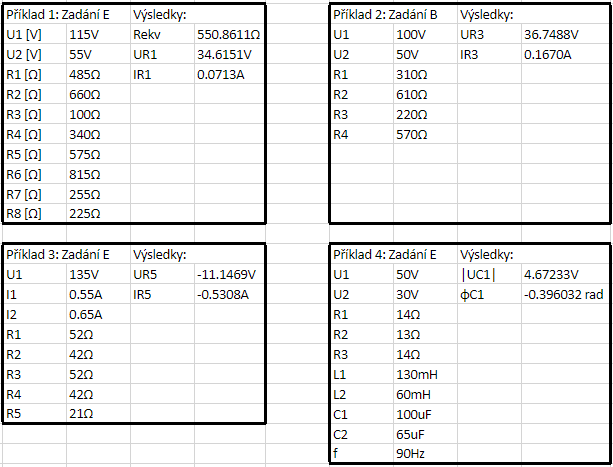 Příklad 1: Zadání E Výsledky:
U1 [V] 115V Rekv 550.8611Ω
U2 [V] 55V UR1 34.6151V
R1 [Ω] 485Ω IR1 0.0713A
R2 [Ω] 660Ω
R3 [Ω] 100Ω
R4 [Ω] 340Ω
R5 [Ω] 575Ω
R6 [Ω] 815Ω
R7 [Ω] 255Ω
R8 [Ω] 225Ω
Příklad 2: Zadání B Výsledky:
U1 100V UR3 36.7488V
U2 50V IR3 0.1670A
R1 310Ω
R2 610Ω
R3 220Ω
R4 570Ω
Příklad 3: Zadání E Výsledky:
U1 135V UR5 -11.1469V
I1 0.55A IR5 -0.5308A
I2 0.65A
R1 52Ω
R2 42Ω
R3 52Ω
R4 42Ω
R5 21Ω
Příklad 4: Zadání E Výsledky:
U1 50V |UC1| 4.67233V
U2 30V ϕC1 -0.396032 rad
R1 14Ω
R2 13Ω
R3 14Ω
L1 130mH
L2 60mH
C1 100uF
C2 65uF
f 90Hz